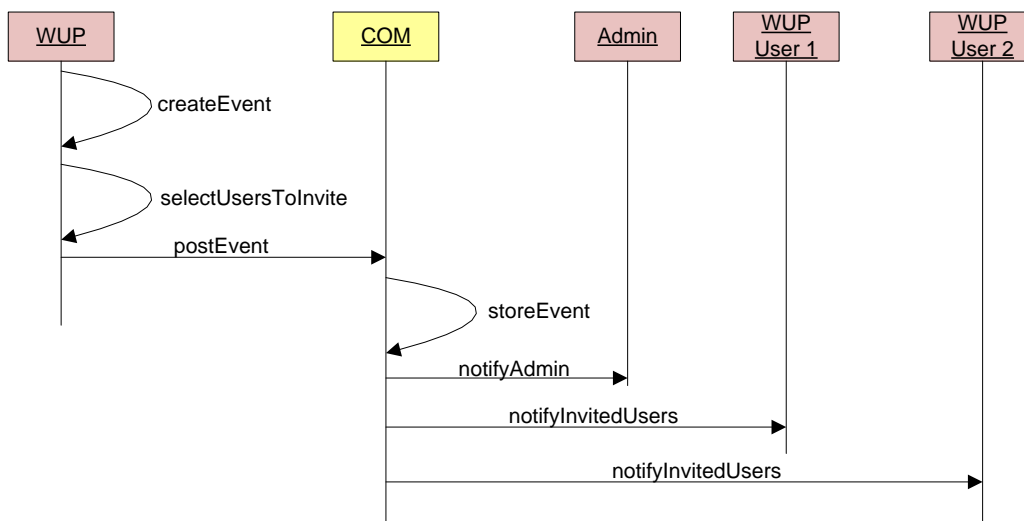 WUP
COM
Admin
WUP
User 1
WUP
User 2
createEvent
selectUsersToInvite
postEvent
storeEvent
notifyAdmin
notifyInvitedUsers
notifyInvitedUsers